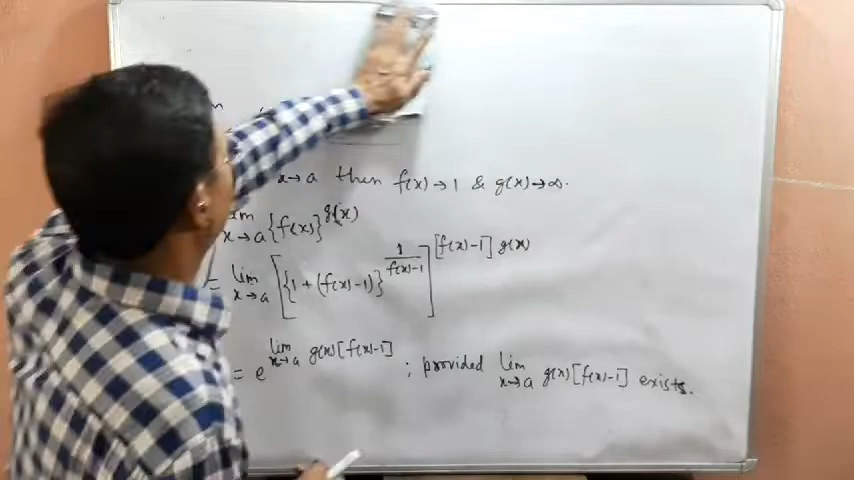 x→a then f(x)→1 & g(x)→∞.
lim x→a {f(x)}^g(x)
= lim x→a [{1+(f(x)-1)}^1/f(x)-1]^[f(x)-1] g(x)
= e^lim x→a g(x)[f(x)-1] ; provided lim x→a g(x)[f(x)-1] exists.